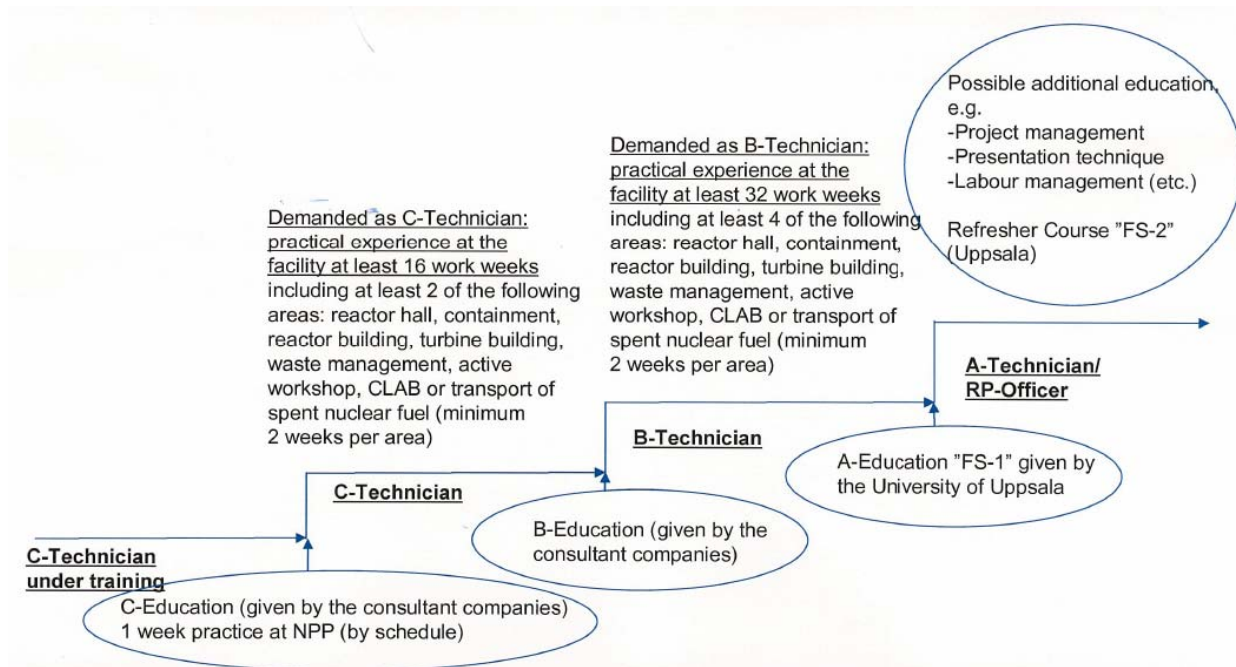 Possible additional education,
e.g.
-Project management
-Presentation technique
-Labour management (etc.)
Refresher Course "FS-2"
(Uppsala)
Demanded as B-Technician:
practical experience at the
facility at least 32 work weeks
including at least 4 of the following
areas: reactor hall, containment,
reactor building, turbine building,
waste management, active
workshop, CLAB or transport of
spent nuclear fuel (minimum
2 weeks per area)
Demanded as C-Technician:
practical experience at the
facility at least 16 work weeks
including at least 2 of the following
areas: reactor hall, containment,
reactor building, turbine building,
waste management, active
workshop, CLAB or transport of
spent nuclear fuel (minimum
2 weeks per area)
A-Technician/
RP-Officer
B-Technician
A-Education "FS-1" given by
the University of Uppsala
C-Technician
B-Education (given by the
consultant companies)
C-Technician
under training
C-Education (given by the consultant companies)
1 week practice at NPP (by schedule)